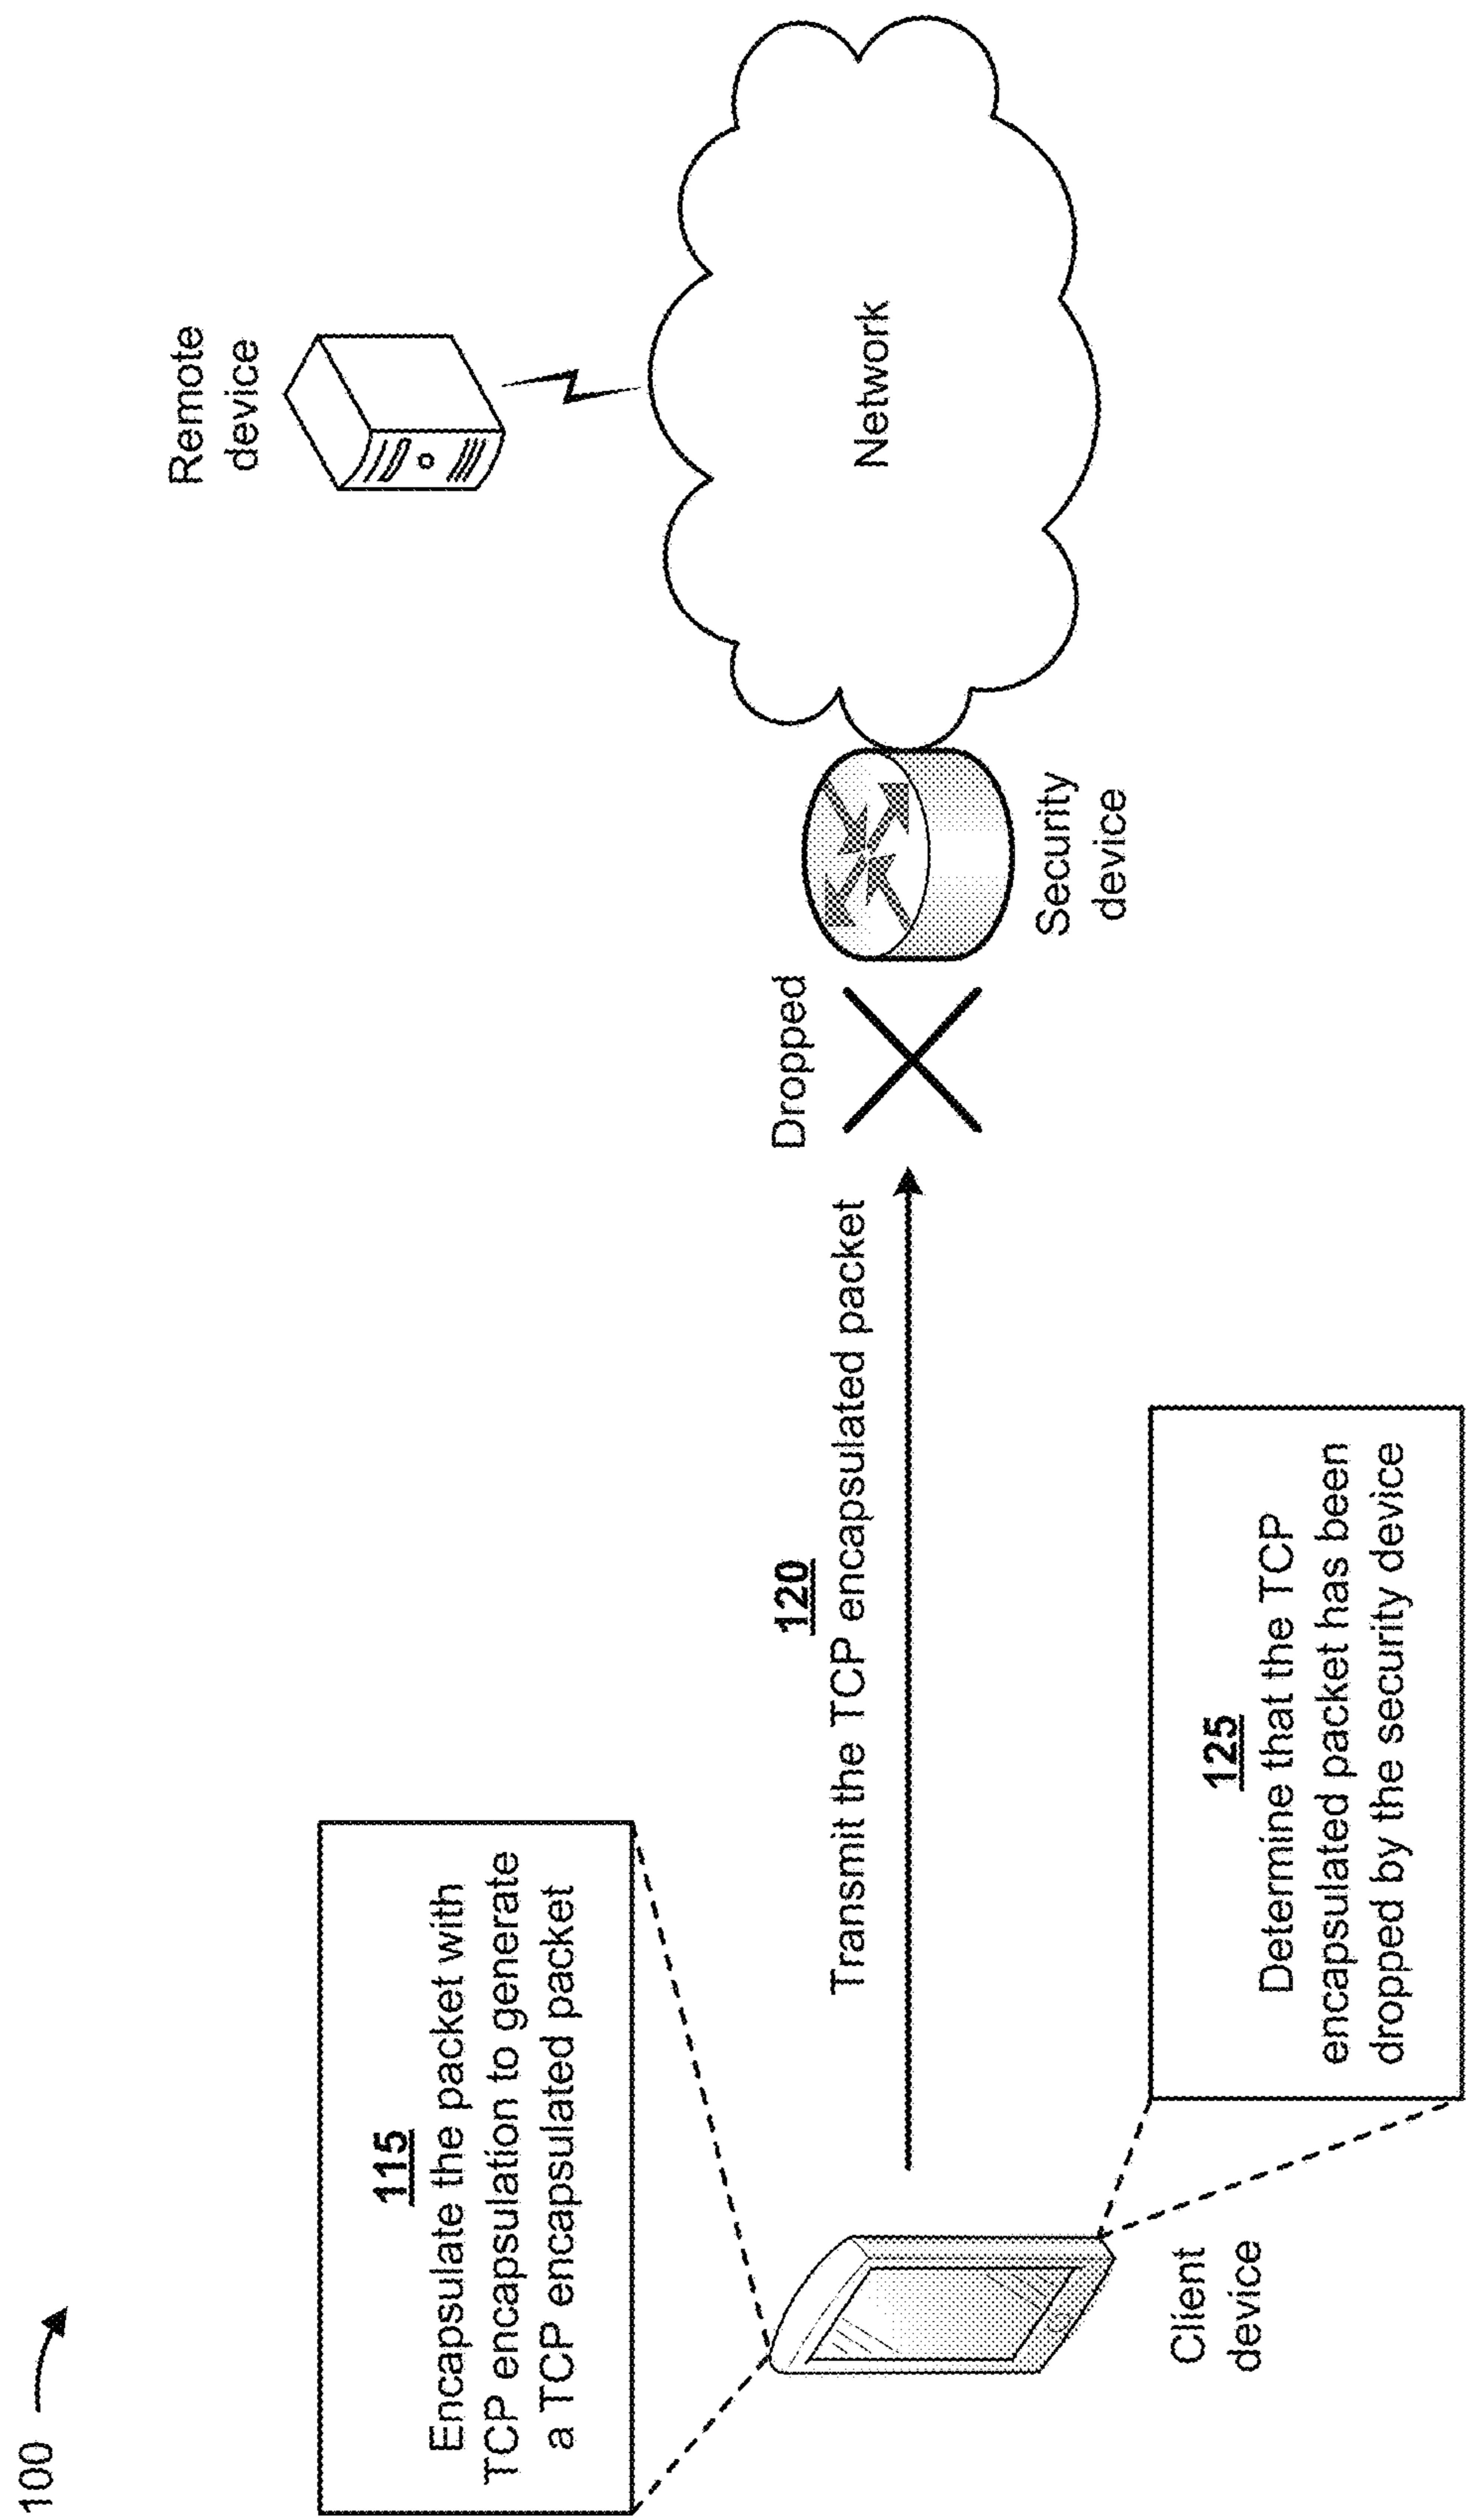 100
115
Encapsulate the packet with
TCP encapsulation to generate
a TCP encapsulated packet
Remote
device
120
Transmit the TCP encapsulated packet
Dropped
Network
Security
device
Client
device
125
Determine that the TCP
encapsulated packet has been
dropped by the security device